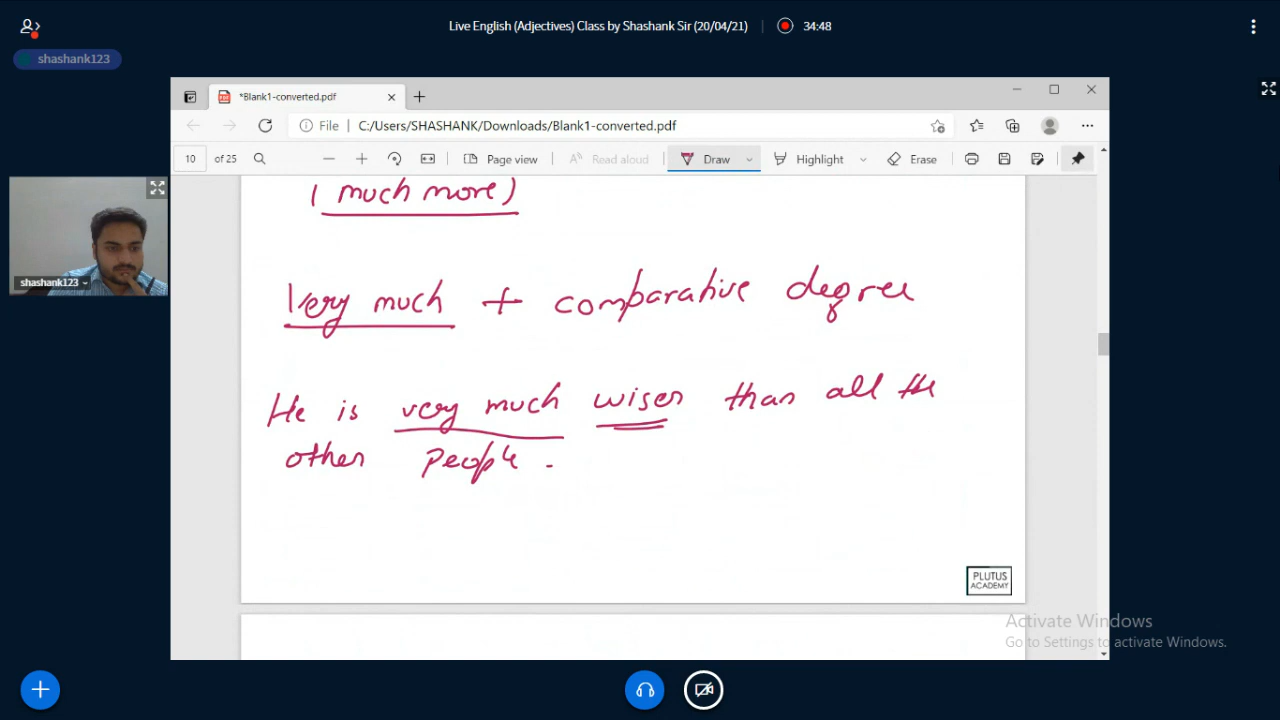 Live English (Adjectives) Class by Shashank Sir (20/04/21)
34:48
shashank123
*Blank1-converted.pdf
File
C:/Users/SHASHANK/Downloads/Blank1-converted.pdf
10 of 25
Page view
Read aloud
Draw
Highlight
Erase
shashank123
( much more)
Very much + comparative degree
He is very much wiser than all the
other people.
PLUTUS
ACADEMY
Activate Windows
Go to Settings to activate Windows.